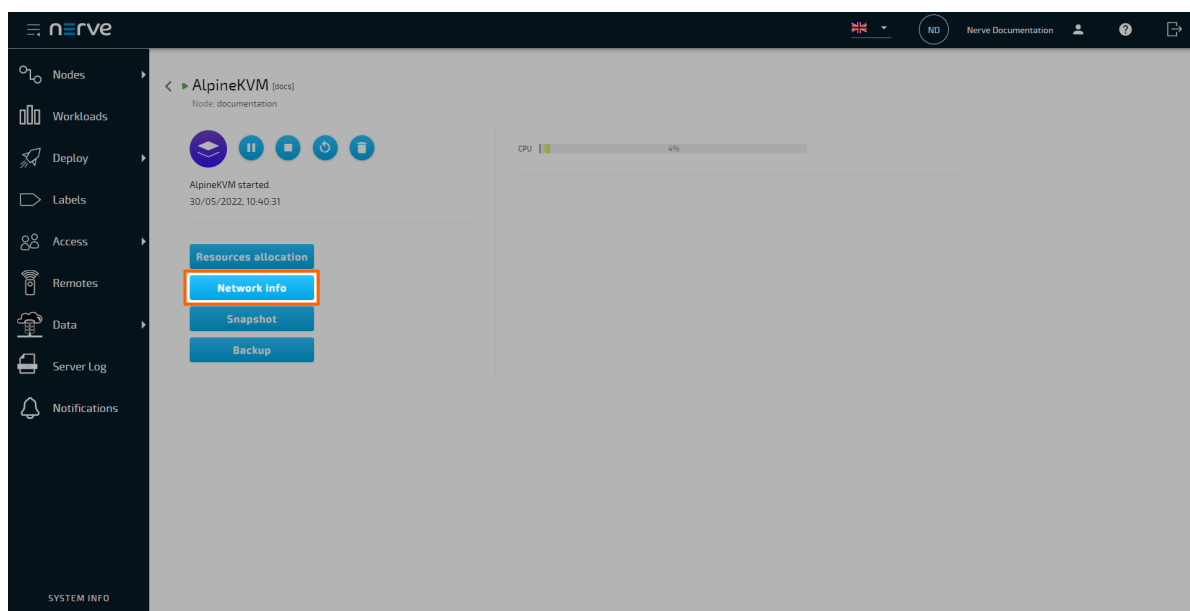 nerve
ND
Nerve Documentation
Nodes
Workloads
Deploy
Labels
Access
Remotes
Data
Server Log
Notifications
SYSTEM INFO
AlpineKVM [docs]
Node: documentation
AlpineKVM started.
30/05/2022, 10:40:31
Resources allocation
Network info
Snapshot
Backup
CPU 4%